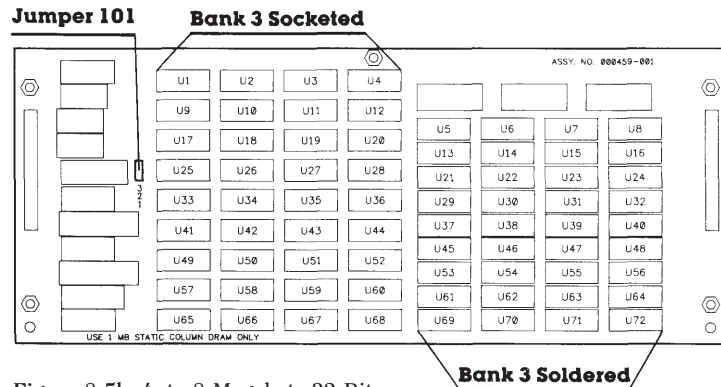 Jumper 101
Bank 3 Socketed
ASSY. NO. 000459-001
U1 U2 U3 U4
U9 U10 U11 U12
U17 U18 U19 U20
U25 U26 U27 U28
U33 U34 U35 U36
U41 U42 U43 U44
U49 U50 U51 U52
U57 U58 U59 U60
U65 U66 U67 U68
3
2
1
U5 U6 U7 U8
U13 U14 U15 U16
U21 U22 U23 U24
U29 U30 U31 U32
U37 U38 U39 U40
U45 U46 U47 U48
U53 U54 U55 U56
U61 U62 U63 U64
U69 U70 U71 U72
USE 1 MB STATIC COLUMN DRAM ONLY
Bank 3 Soldered